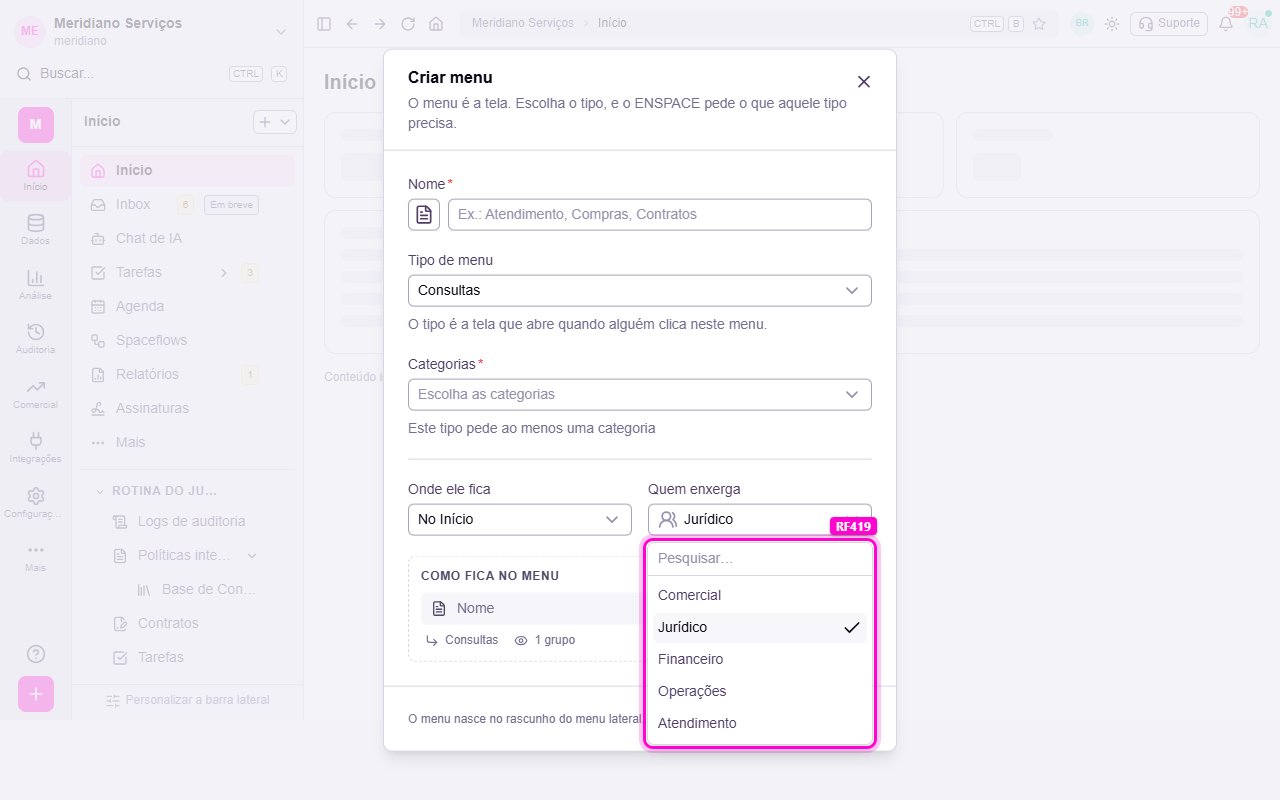 ME
Meridiano Serviços
meridiano
Buscar...
CTRL
K
Meridiano Serviços
Início
CTRL
B
BR
Suporte
99+
RA
M
Início
Dados
Análise
Auditoria
Comercial
Integrações
Configuraç...
Mais
Início
Início
Inbox
6
Em breve
Chat de IA
Tarefas
3
Agenda
Spaceflows
Relatórios
1
Assinaturas
Mais
ROTINA DO JU...
Logs de auditoria
Políticas inte...
Base de Con...
Contratos
Tarefas
Personalizar a barra lateral
Início
Criar menu
O menu é a tela. Escolha o tipo, e o ENSPACE pede o que aquele tipo
precisa.
Nome*
Ex.: Atendimento, Compras, Contratos
Tipo de menu
Consultas
O tipo é a tela que abre quando alguém clica neste menu.
Categorias*
Escolha as categorias
Este tipo pede ao menos uma categoria
Onde ele fica
No Início
Quem enxerga
Jurídico
RF419
Pesquisar...
Comercial
Jurídico
Financeiro
Operações
Atendimento
COMO FICA NO MENU
Nome
Consultas
1 grupo
O menu nasce no rascunho do menu lateral.